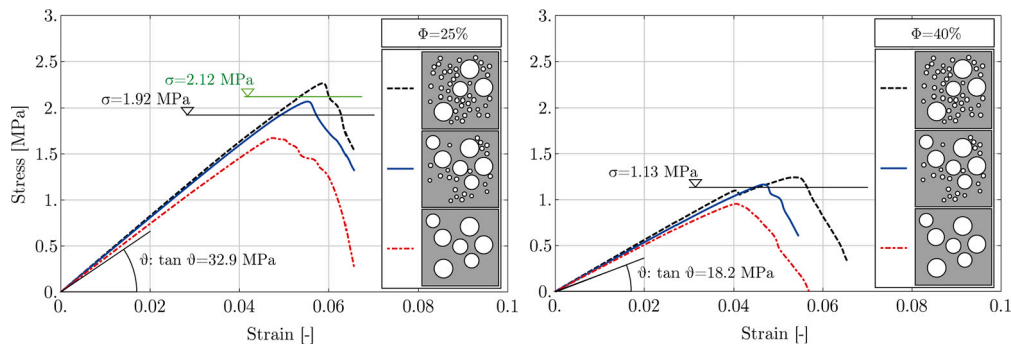 3.
2.5
2.
1.5
1.
0.5
0.
Stress [MPa]
σ=2.12 MPa
σ=1.92 MPa
ϑ: tan ϑ=32.9 MPa
Φ=25%
0.
0.02
0.04
0.06
0.08
0.1
Strain [-]
3.
2.5
2.
1.5
1.
0.5
0.
σ=1.13 MPa
ϑ: tan ϑ=18.2 MPa
Φ=40%
0.
0.02
0.04
0.06
0.08
0.1
Strain [-]